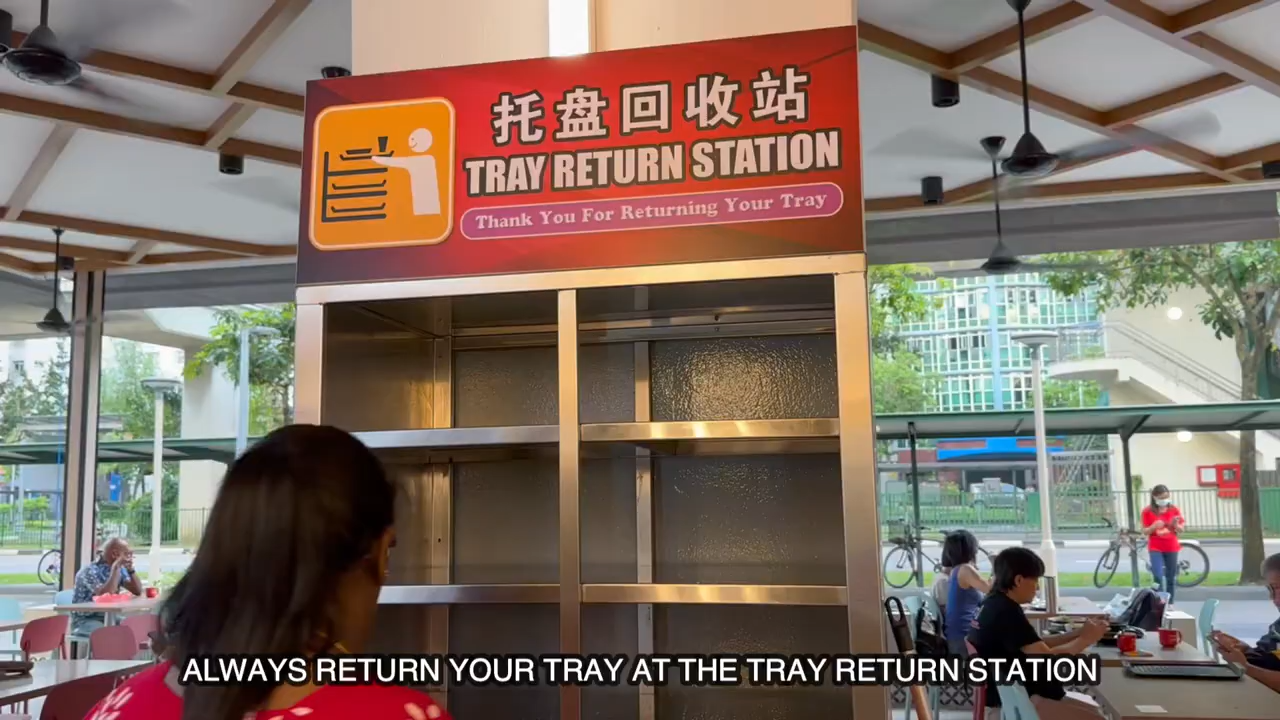 托盘回收站
TRAY RETURN STATION
Thank You For Returning Your Tray
ALWAYS RETURN YOUR TRAY AT THE TRAY RETURN STATION